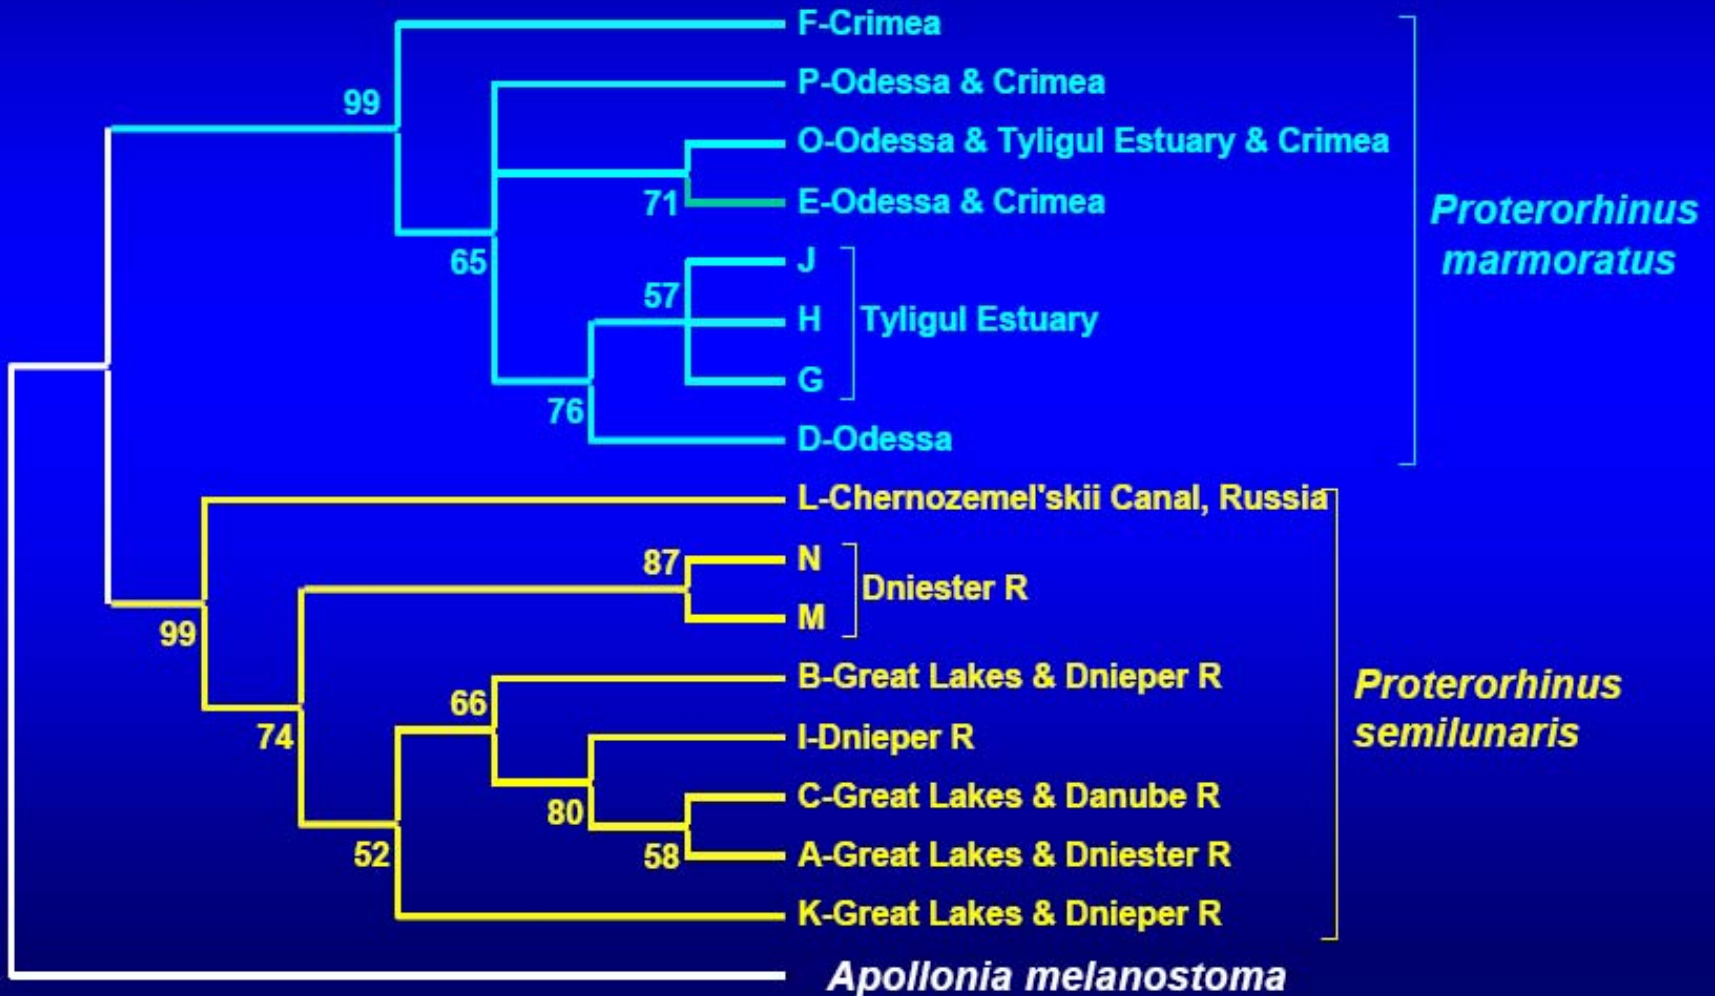 F-Crimea
99
P-Odessa & Crimea
O-Odessa & Tyligul Estuary & Crimea
71
E-Odessa & Crimea
Proterorhinus
marmoratus
65
J
57
H
Tyligul Estuary
G
76
D-Odessa
L-Chernozemel'skii Canal, Russia
87
N
Dniester R
M
99
B-Great Lakes & Dnieper R
66
Proterorhinus
semilunaris
74
I-Dnieper R
C-Great Lakes & Danube R
80
A-Great Lakes & Dniester R
58
52
K-Great Lakes & Dnieper R
Apollonia melanostoma